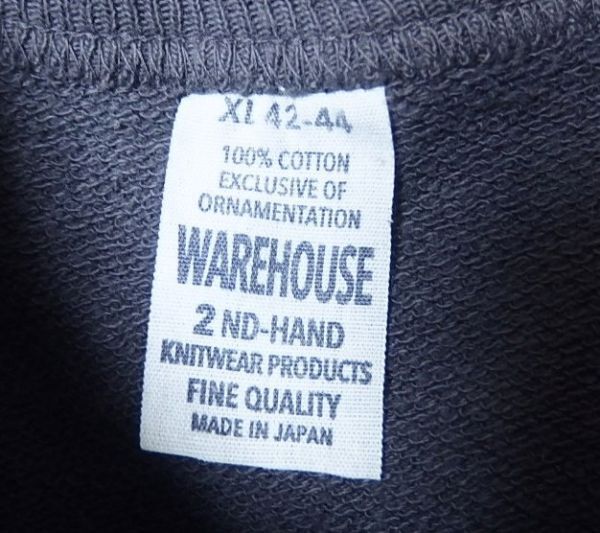 XL 42-44
100% COTTON
EXCLUSIVE OF
ORNAMENTATION
WAREHOUSE
2 ND-HAND
KNITWEAR PRODUCTS
FINE QUALITY
MADE IN JAPAN